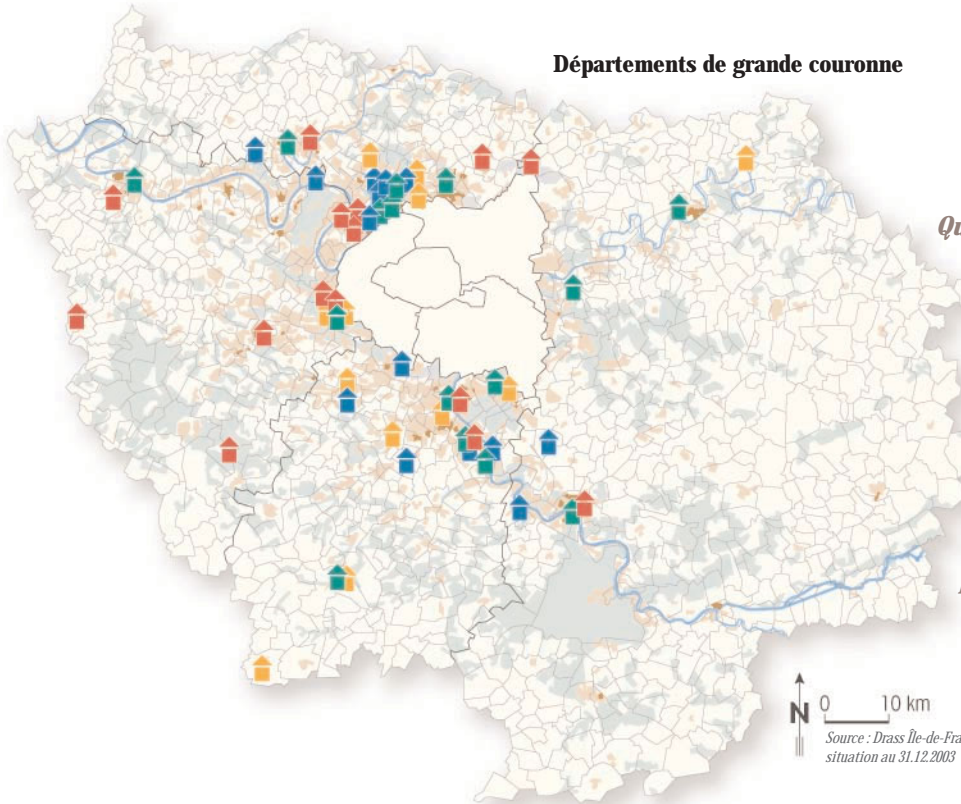 Départements de grande couronne
N
0 10 km
Source : Drass Île-de-Fra
situation au 31.12.2003